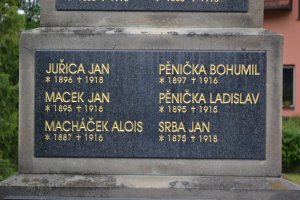 JUŘICA JAN
* 1896 † 1918
MACEK JAN
* 1895 † 1916
MACHÁČEK ALOIS
* 1887 † 1916
PĚNIČKA BOHUMIL
* 1897 † 1916
PĚNIČKA LADISLAV
* 1895 † 1915
SRBA JAN
* 1875 † 1918